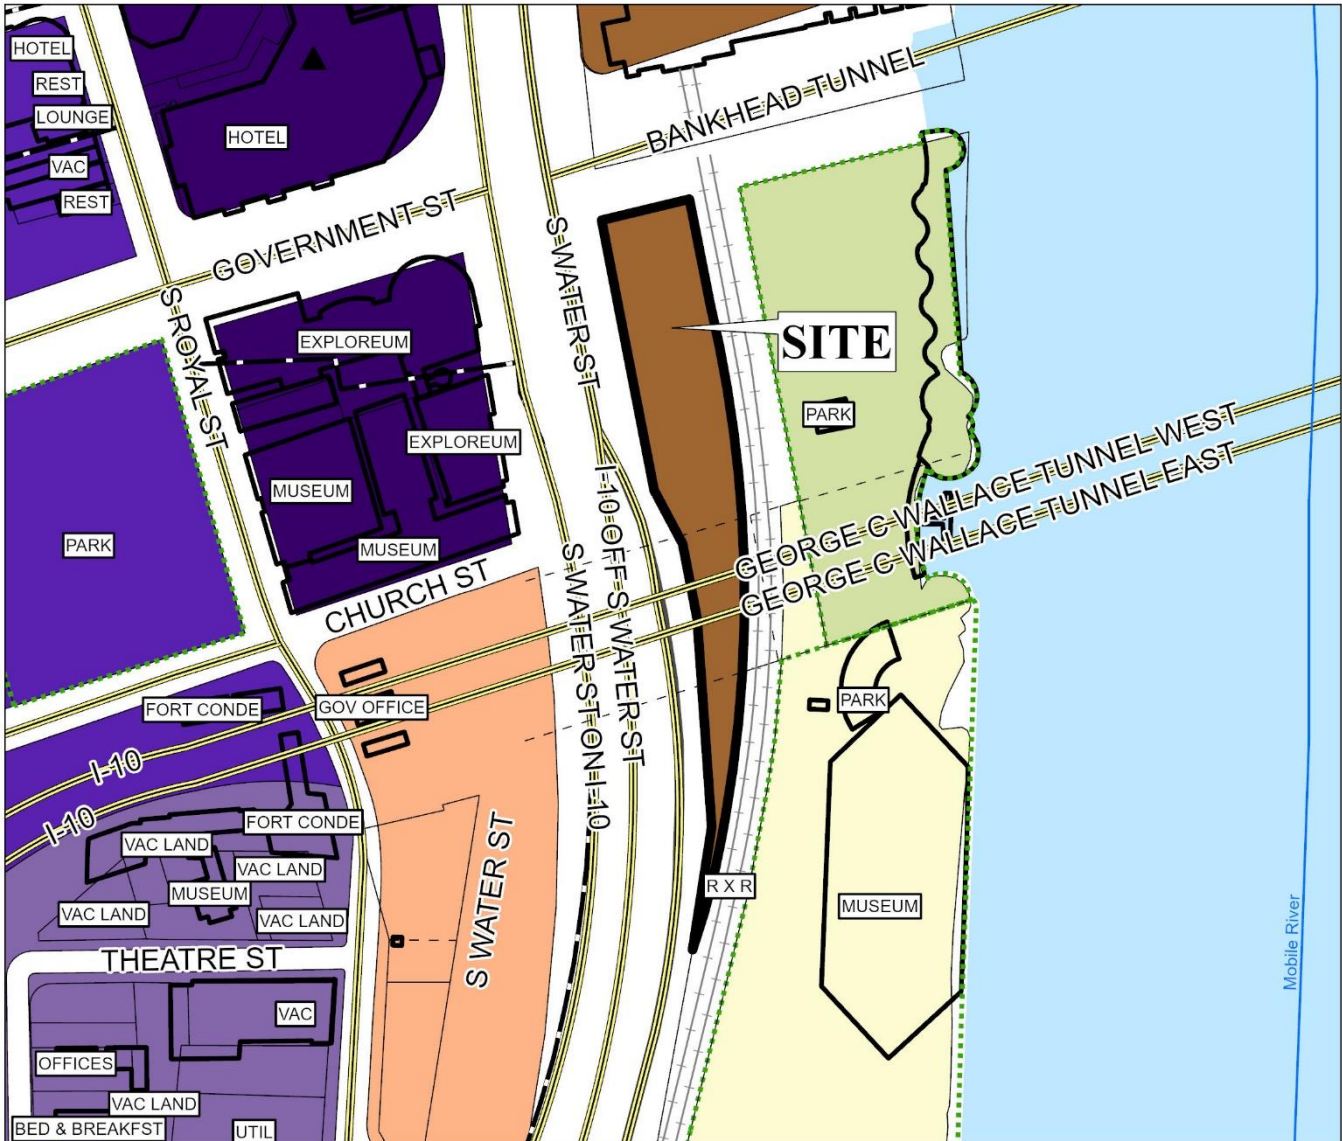 HOTEL
REST
LOUNGE
VAC
REST
HOTEL
BANKHEAD TUNNEL
GOVERNMENT ST
S ROYAL ST
S WATER ST
EXPLOREUM
SITE
PARK
EXPLOREUM
MUSEUM
MUSEUM
PARK
CHURCH ST
GEORGE C WALLACE TUNNEL WEST
GEORGE C WALLACE TUNNEL EAST
I-10 OFF S WATER ST
S WATER ST ON I-10
FORT CONDE
GOV OFFICE
PARK
I-10
I-10
FORT CONDE
VAC LAND
VAC LAND
MUSEUM
VAC LAND
VAC LAND
S WATER ST
R X R
MUSEUM
Mobile River
THEATRE ST
VAC
OFFICES
VAC LAND
BED & BREAKFST
UTIL